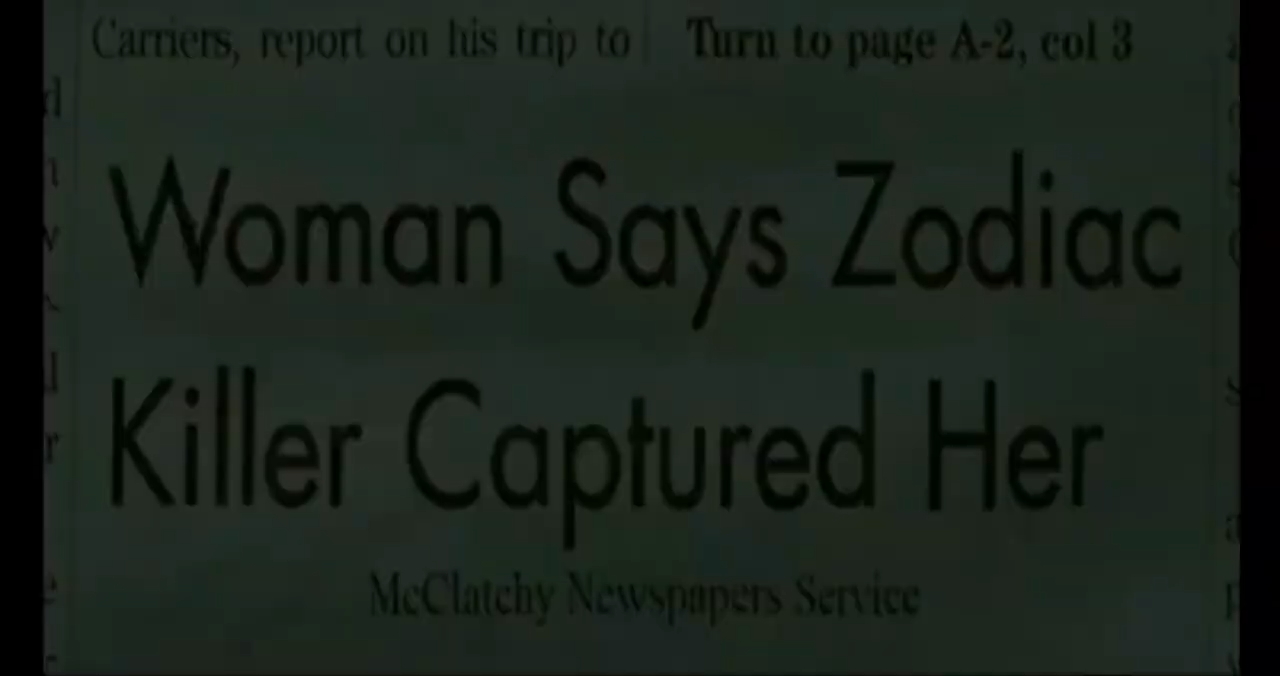 Carriers, report on his trip to
Turn to page A-2, col 3
Woman Says Zodiac
Killer Captured Her
McClatchy Newspapers Service